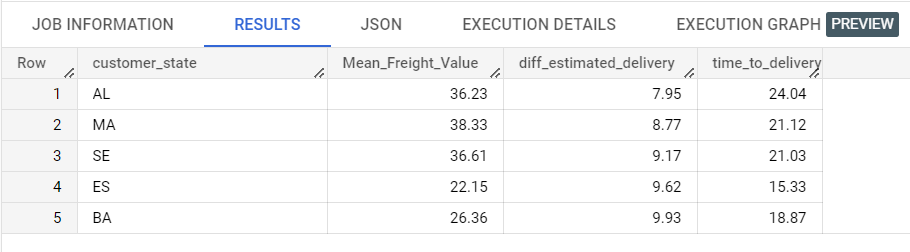 JOB INFORMATION RESULTS JSON EXECUTION DETAILS EXECUTION GRAPH PREVIEW
Row customer_state Mean_Freight_Value diff_estimated_delivery time_to_delivery
1 AL 36.23 7.95 24.04
2 MA 38.33 8.77 21.12
3 SE 36.61 9.17 21.03
4 ES 22.15 9.62 15.33
5 BA 26.36 9.93 18.87